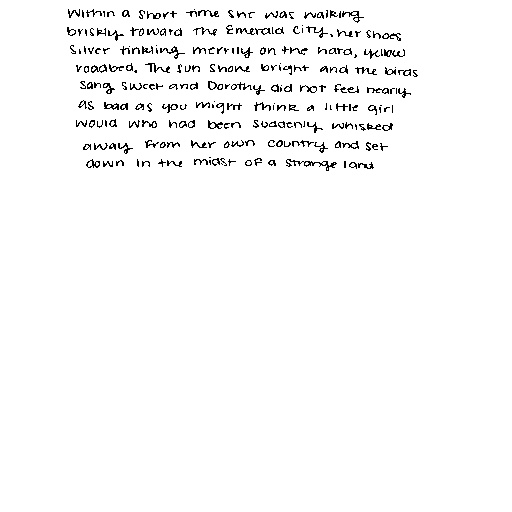 Within a short time she was walking
briskly toward the Emerald City, her shoes
Silver tinkling merrily on the hard, yellow
roadbed. The sun shone bright and the birds
sang sweet and Dorothy did not feel nearly
as bad as you might think a little girl
would who had been suddenly whisked
away from her own country and set
down in the midst of a strange land